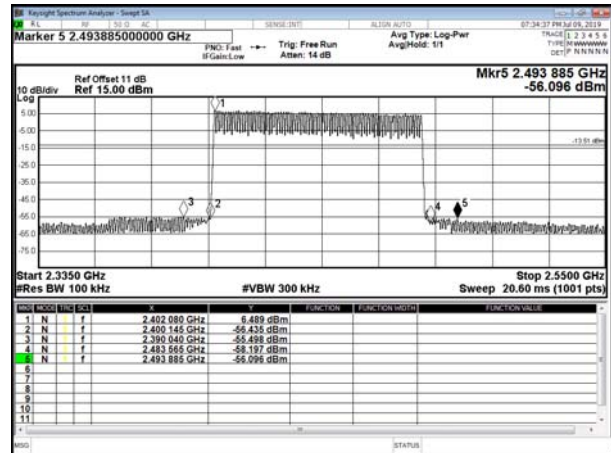 Keysight Spectrum Analyzer - Swept SA
RL RF 50 Ω AC SENSE:INT ALIGN AUTO 07:34:37 PM Jul 09, 2019
Marker 5 2.493885000000 GHz
PNO: Fast
IFGain:Low
Trig: Free Run
Atten: 14 dB
Avg Type: Log-Pwr
Avg|Hold: 1/1
TRACE 1 2 3 4 5 6
TYPE M W W W W W
DET P N N N N N
Mkr5 2.493 885 GHz
-56.096 dBm
10 dB/div
Log
Ref Offset 11 dB
Ref 15.00 dBm
5.00
-5.00
-15.0
-25.0
-35.0
-45.0
-55.0
-65.0
-75.0
1
2
3
4
5
-13.51 dBm
Start 2.3350 GHz
Stop 2.5500 GHz
#Res BW 100 kHz
#VBW 300 kHz
Sweep 20.60 ms (1001 pts)
MKR MODE TRC SCL X Y FUNCTION FUNCTION WIDTH FUNCTION VALUE
1 N f 2.402 080 GHz 6.489 dBm
2 N f 2.400 145 GHz -56.435 dBm
3 N f 2.390 040 GHz -55.498 dBm
4 N f 2.483 565 GHz -58.197 dBm
5 N f 2.493 885 GHz -56.096 dBm
6
7
8
9
10
11
MSG STATUS